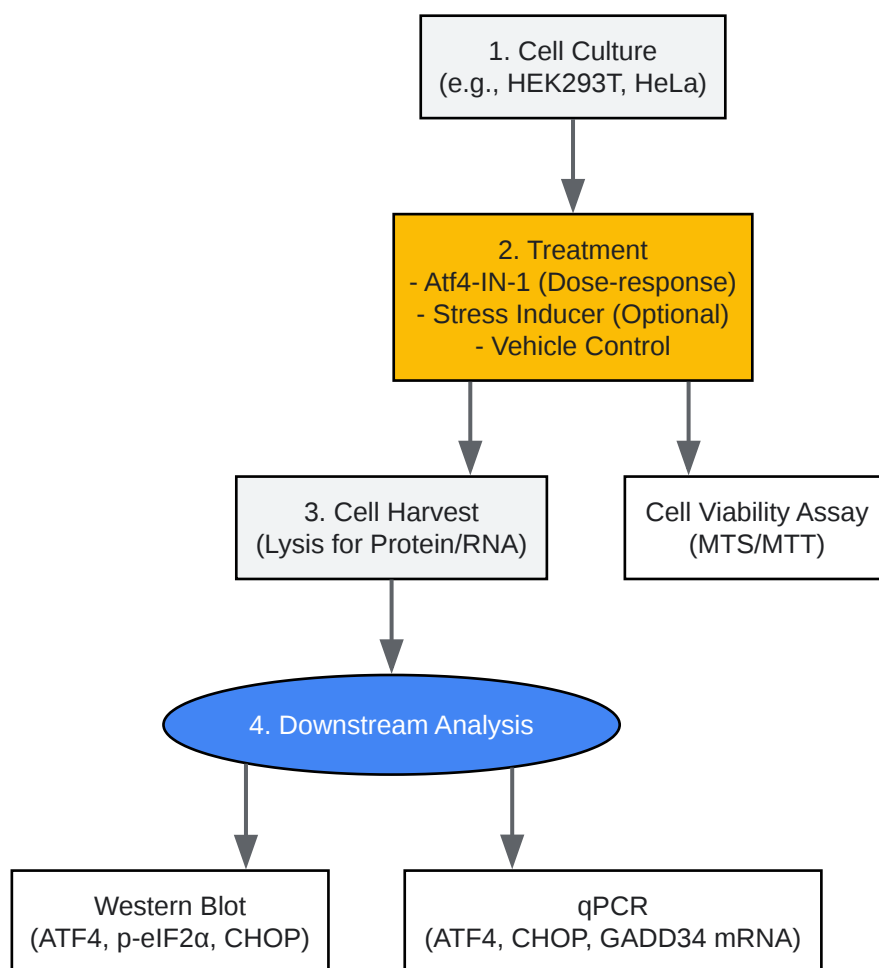 1. Cell Culture
(e.g., HEK293T, HeLa)
2. Treatment
- Atf4-IN-1 (Dose-response)
- Stress Inducer (Optional)
- Vehicle Control
3. Cell Harvest
(Lysis for Protein/RNA)
Cell Viability Assay
(MTS/MTT)
4. Downstream Analysis
Western Blot
(ATF4, p-eIF2α, CHOP)
qPCR
(ATF4, CHOP, GADD34 mRNA)